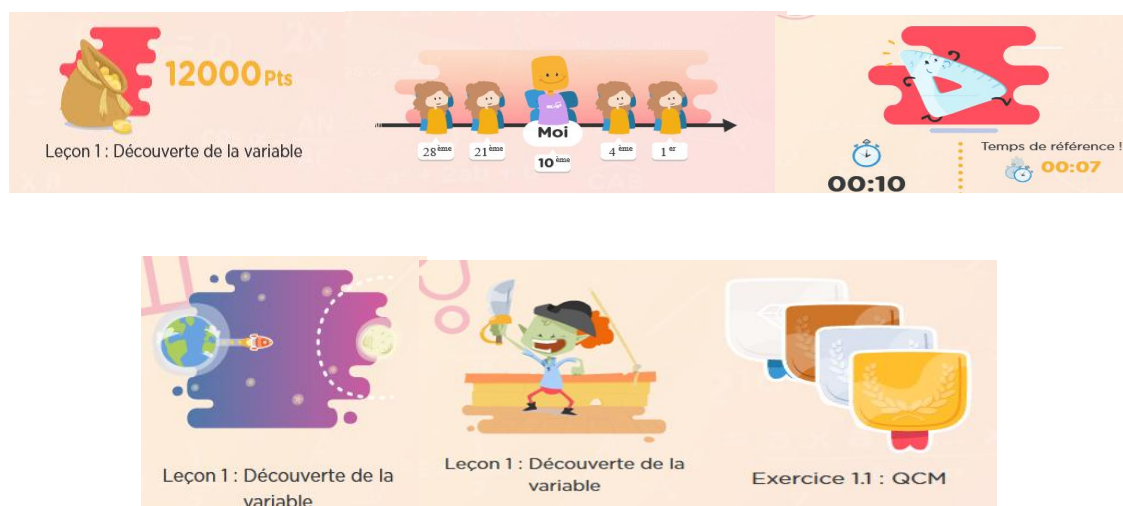 12000 Pts
Leçon 1 : Découverte de la variable
Moi
28ème 21ème 10ème 4ème 1er
Temps de référence !
00:10 00:07
Leçon 1 : Découverte de la
variable
Leçon 1 : Découverte de la
variable
Exercice 1.1 : QCM